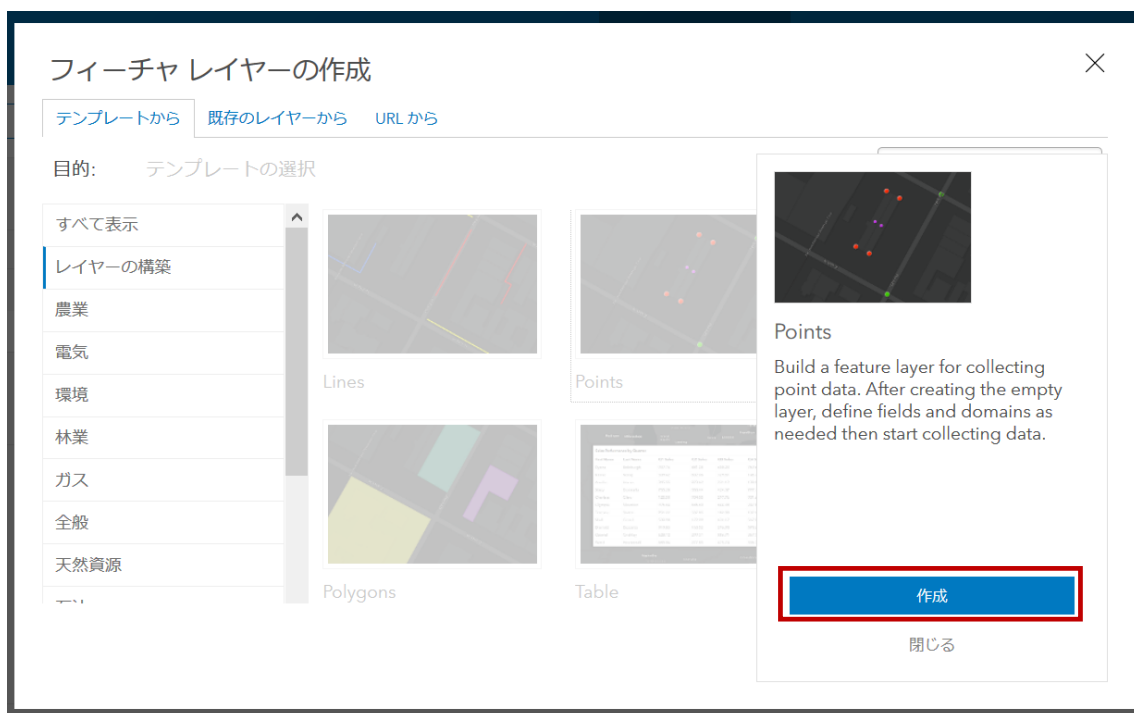 フィーチャ レイヤーの作成
テンプレートから 既存のレイヤーから URL から
目的: テンプレートの選択
すべて表示
レイヤーの構築
農業
電気
環境
林業
ガス
全般
天然資源
Lines
Points
Polygons
Table
Points
Build a feature layer for collecting
point data. After creating the empty
layer, define fields and domains as
needed then start collecting data.
作成
閉じる